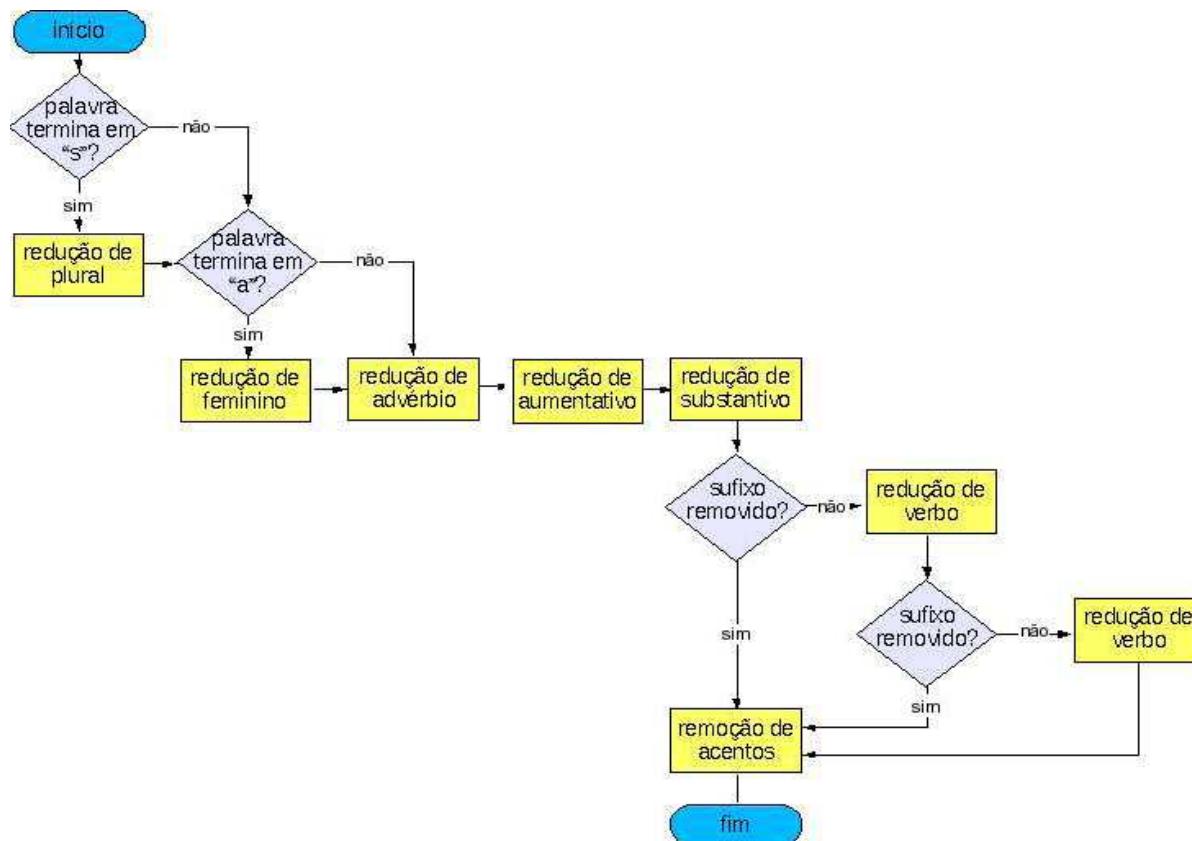 início
palavra
termina em
“s”?
não
sim
redução de
plural
palavra
termina em
“a”?
não
sim
redução de
feminino
redução de
advérbio
redução de
aumentativo
redução de
substantivo
sufixo
removido?
não
redução de
verbo
sim
sufixo
removido?
não
redução de
verbo
sim
remoção de
acentos
fim